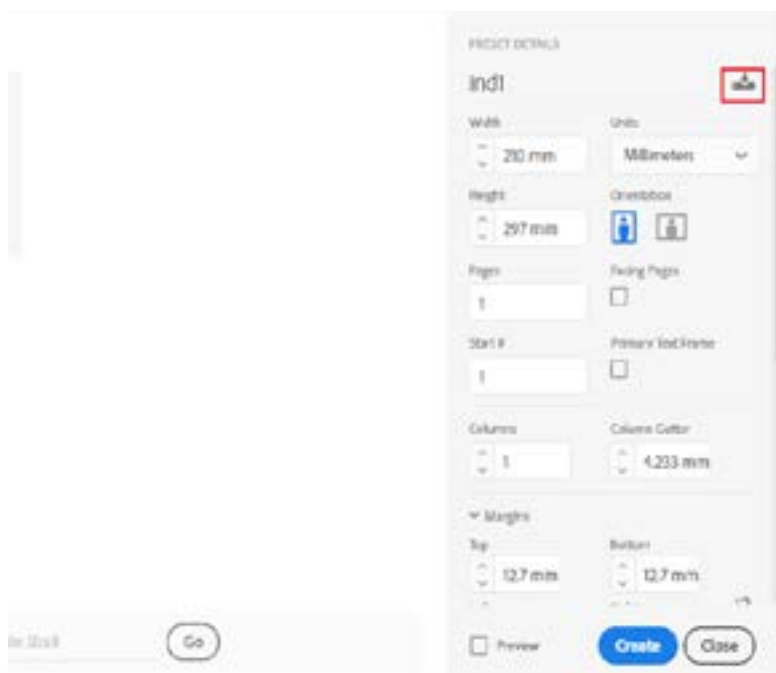 PRESET DETAILS
ind1
Width Units
210 mm Millimeters
Height Orientation
297 mm
Pages Facing Pages
1
Start # Primary Text Frame
1
Columns Column Gutter
1 4.233 mm
Margins
Top Bottom
12.7 mm 12.7 mm
Go
Preview Create Close